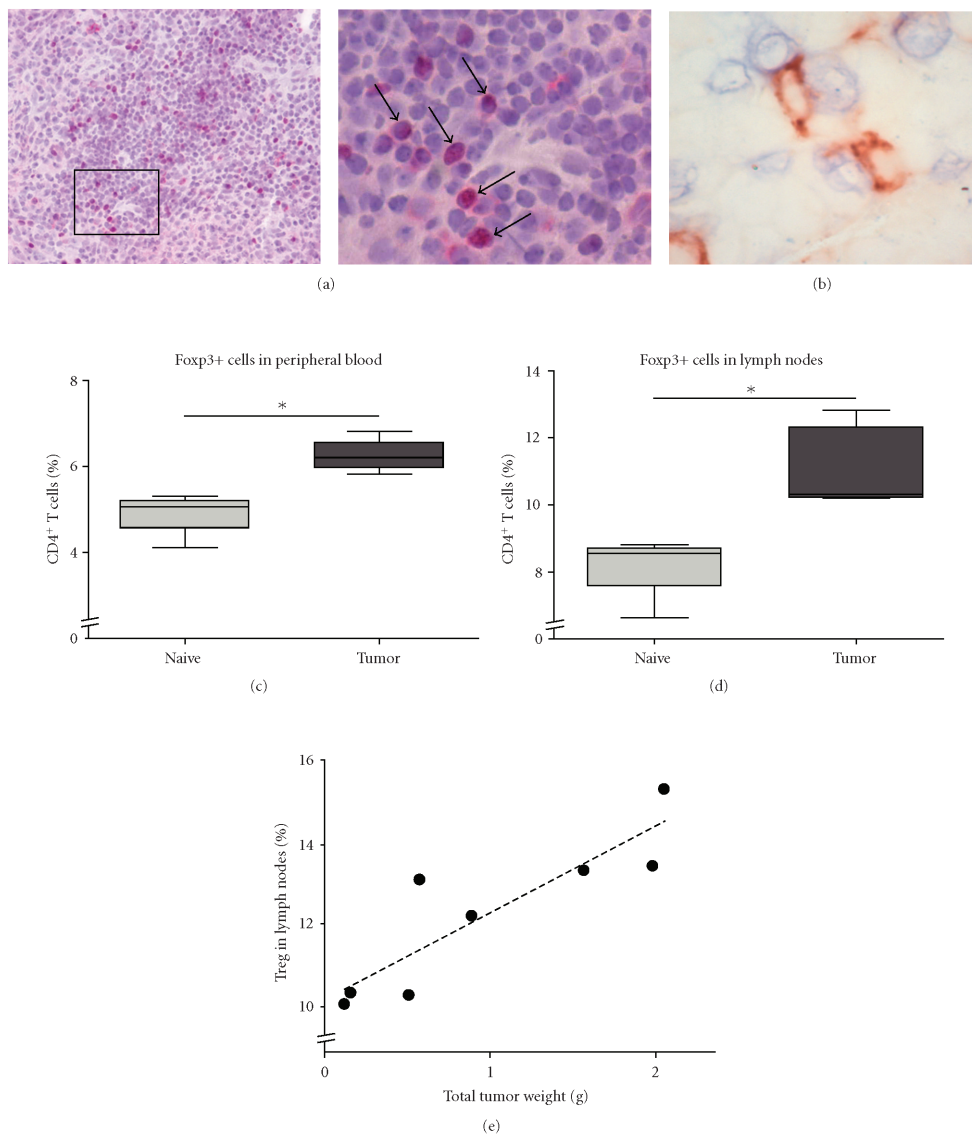 (a)
(b)
Foxp3+ cells in peripheral blood
8
6
4
0
CD4+ T cells (%)
*
Naive
Tumor
(c)
Foxp3+ cells in lymph nodes
14
12
10
8
0
CD4+ T cells (%)
*
Naive
Tumor
(d)
16
14
12
10
Treg in lymph nodes (%)
0
1
2
Total tumor weight (g)
(e)